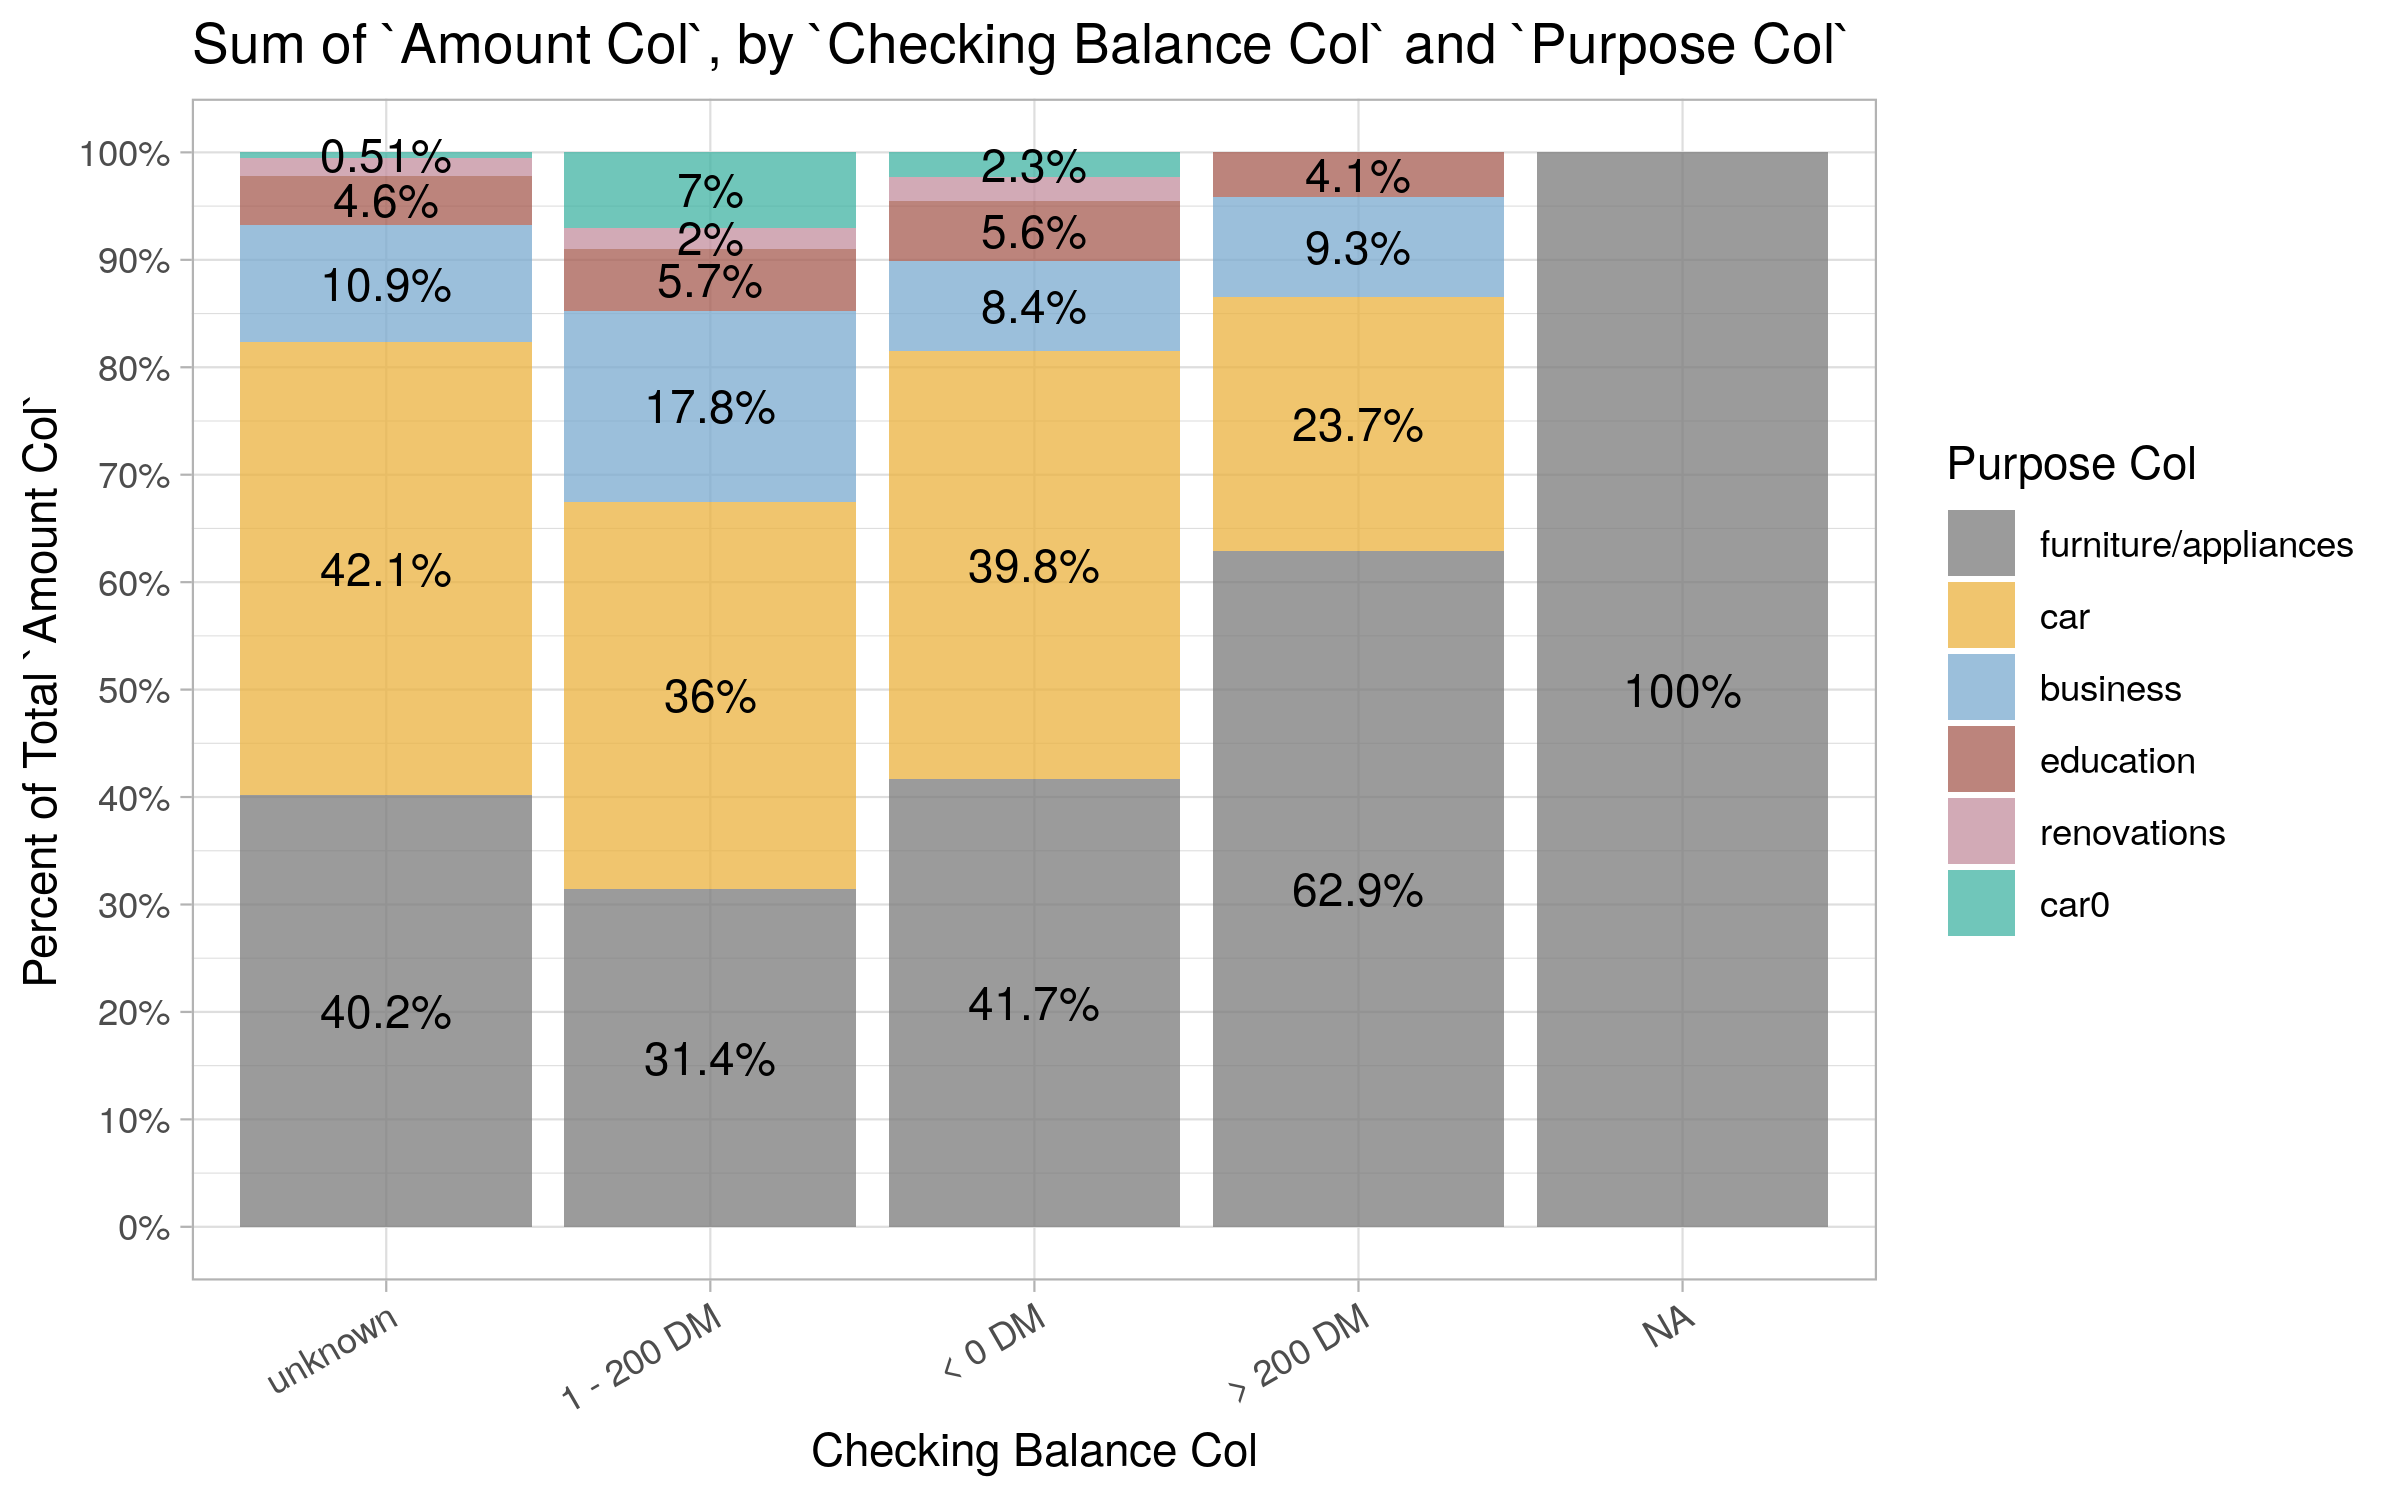 Sum of `Amount Col`, by `Checking Balance Col` and `Purpose Col`
Percent of Total `Amount Col`
100%
90%
80%
70%
60%
50%
40%
30%
20%
10%
0%
0.51%
4.6%
10.9%
42.1%
40.2%
7%
2%
5.7%
17.8%
36%
31.4%
2.3%
5.6%
8.4%
39.8%
41.7%
4.1%
9.3%
23.7%
62.9%
100%
unknown
1 - 200 DM
< 0 DM
> 200 DM
NA
Checking Balance Col
Purpose Col
furniture/appliances
car
business
education
renovations
car0